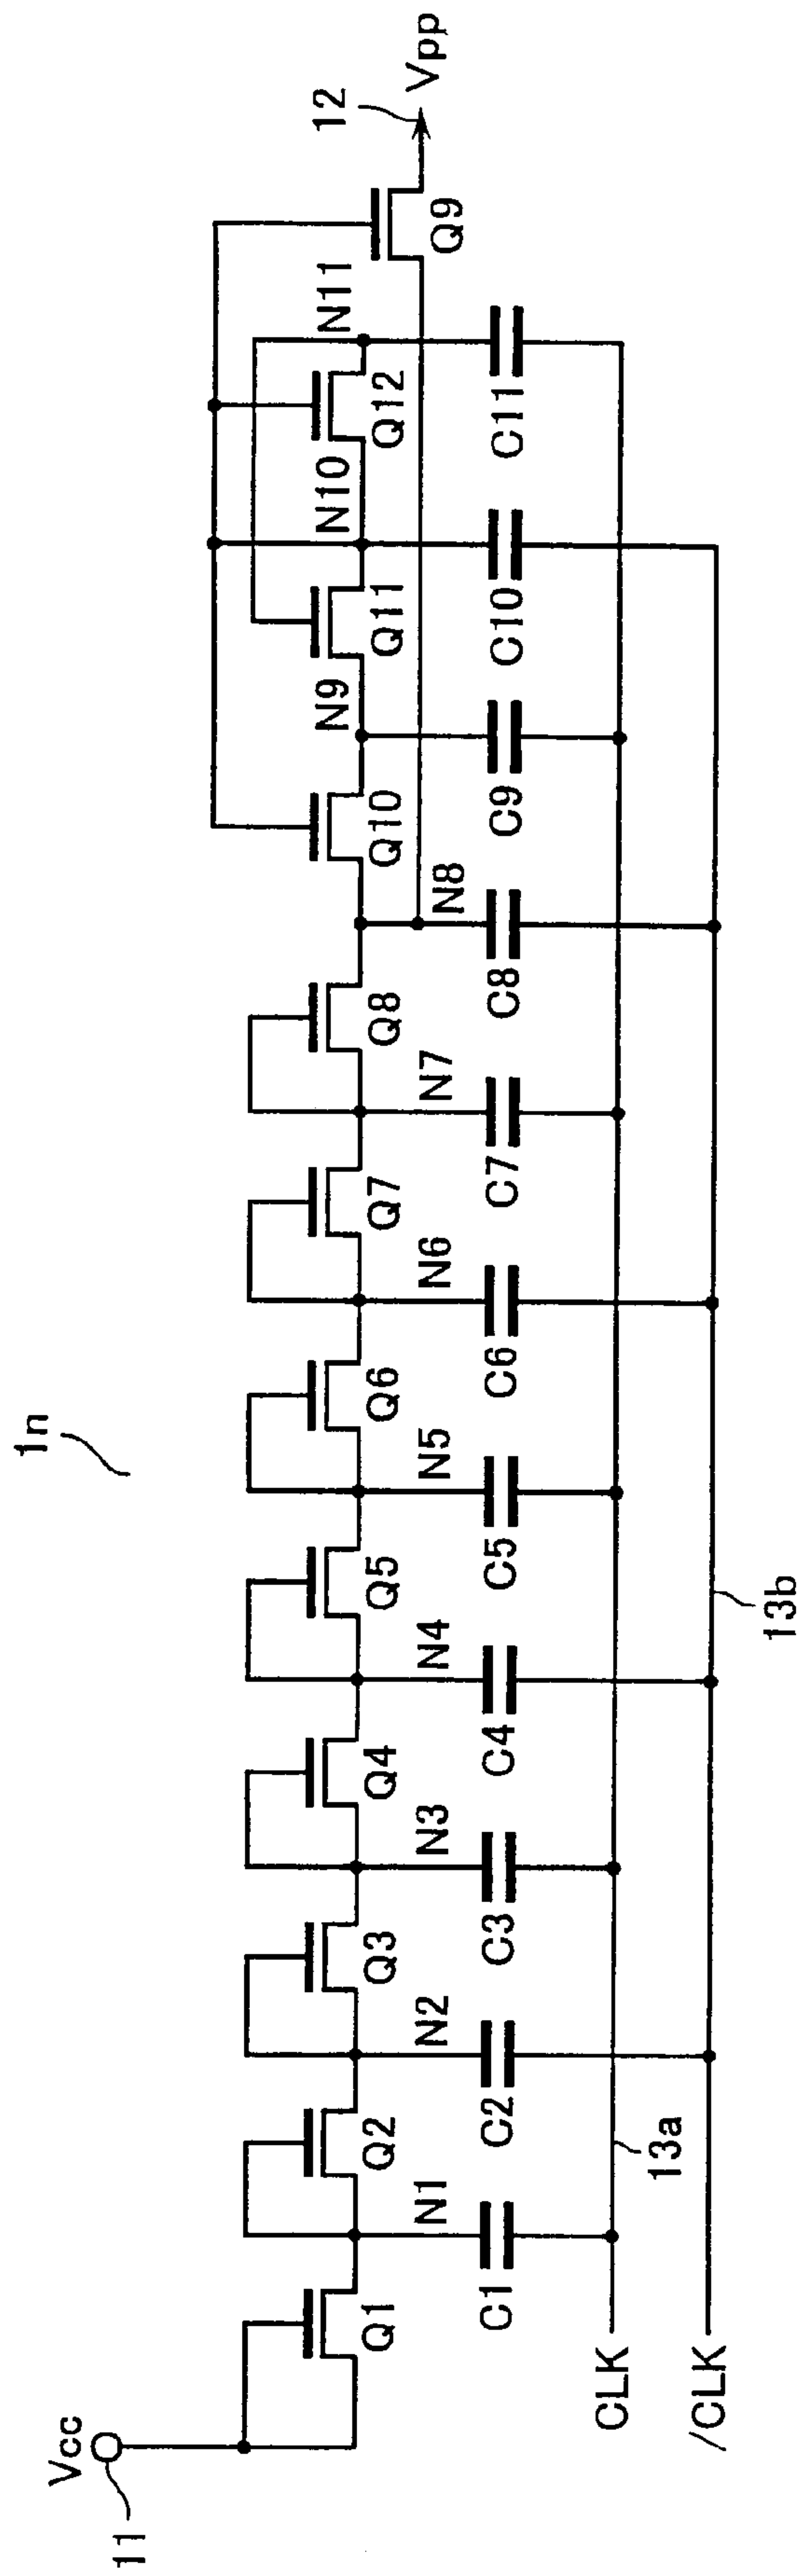 1n
Vcc
11
12
Vpp
Q1
Q2
Q3
Q4
Q5
Q6
Q7
Q8
Q10
Q11
Q12
Q9
N1
N2
N3
N4
N5
N6
N7
N8
N9
N10
N11
C1
C2
C3
C4
C5
C6
C7
C8
C9
C10
C11
CLK
13a
/CLK
13b